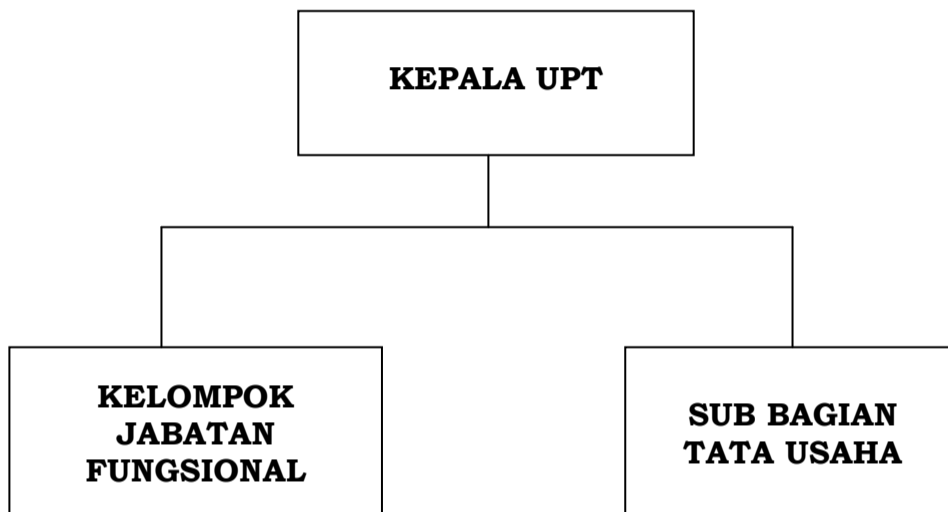 KEPALA UPT
KELOMPOK
JABATAN
FUNGSIONAL
SUB BAGIAN
TATA USAHA